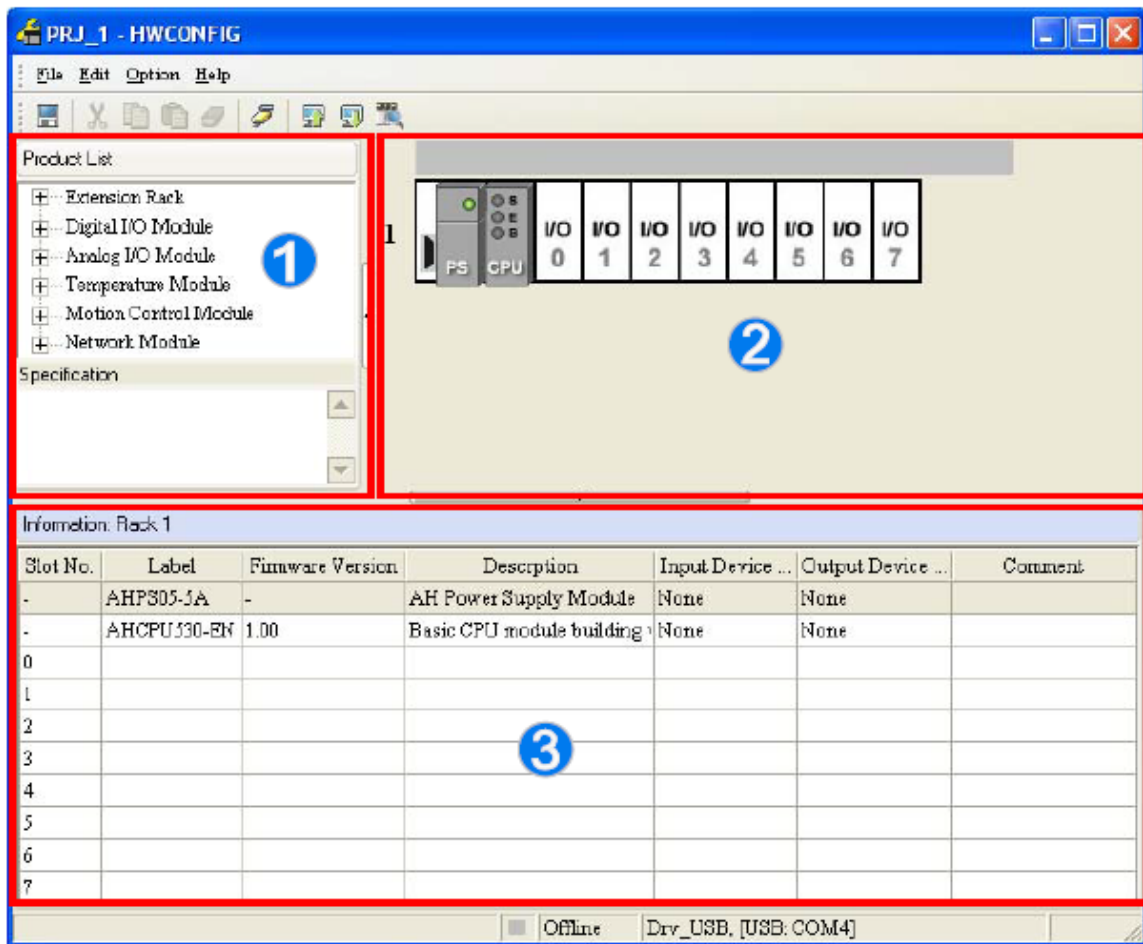 PRJ_1 - HWCONFIG
File Edit Option Help
Product List
Extension Rack
Digital I/O Module
Analog I/O Module
Temperature Module
Motion Control Module
Network Module
Specification
1
1
PS CPU
S
E
B
I/O 0
I/O 1
I/O 2
I/O 3
I/O 4
I/O 5
I/O 6
I/O 7
2
Information: Rack 1
Slot No. Label Firmware Version Description Input Device ... Output Device ... Comment
- AHPS05-5A - AH Power Supply Module None None
- AHCPU530-EN 1.00 Basic CPU module building None None
0
1
2
3
4
5
6
7
3
Offline Drv_USB, [USB: COM4]